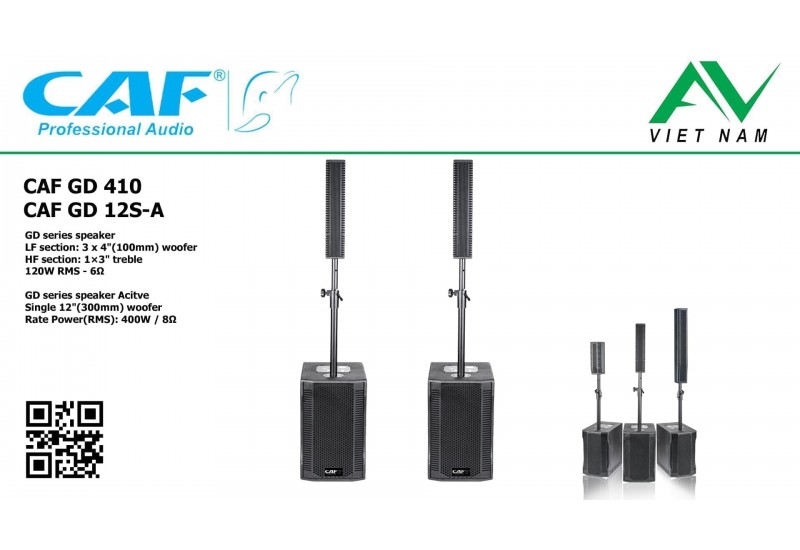 CAF®
Professional Audio
AV
VIET NAM
CAF GD 410
CAF GD 12S-A
GD series speaker
LF section: 3 x 4"(100mm) woofer
HF section: 1×3" treble
120W RMS - 6Ω
GD series speaker Acitve
Single 12"(300mm) woofer
Rate Power(RMS): 400W / 8Ω
CAF
CAF